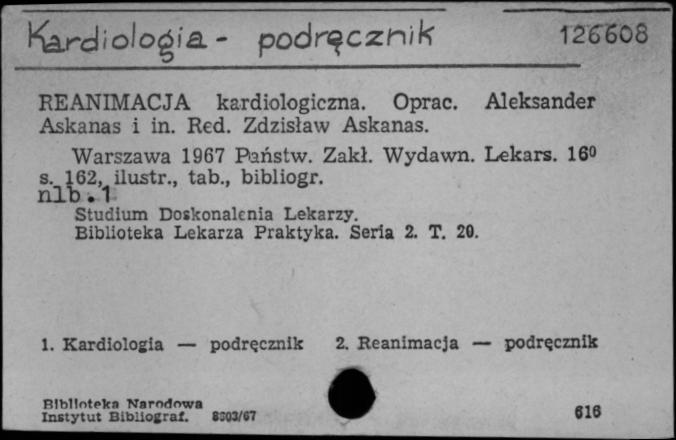 Kardiologia - podręcznik 126608
REANIMACJA kardiologiczna. Oprac. Aleksander
Askanas i in. Red. Zdzisław Askanas.
Warszawa 1967 Państw. Zakł. Wydawn. Lekars. 16⁰
s. 162, ilustr., tab., bibliogr.
nlb. 1
Studium Doskonalenia Lekarzy.
Biblioteka Lekarza Praktyka. Seria 2. T. 20.
1. Kardiologia — podręcznik 2. Reanimacja — podręcznik
Biblioteka Narodowa
Instytut Bibliograf. 8803/67 616